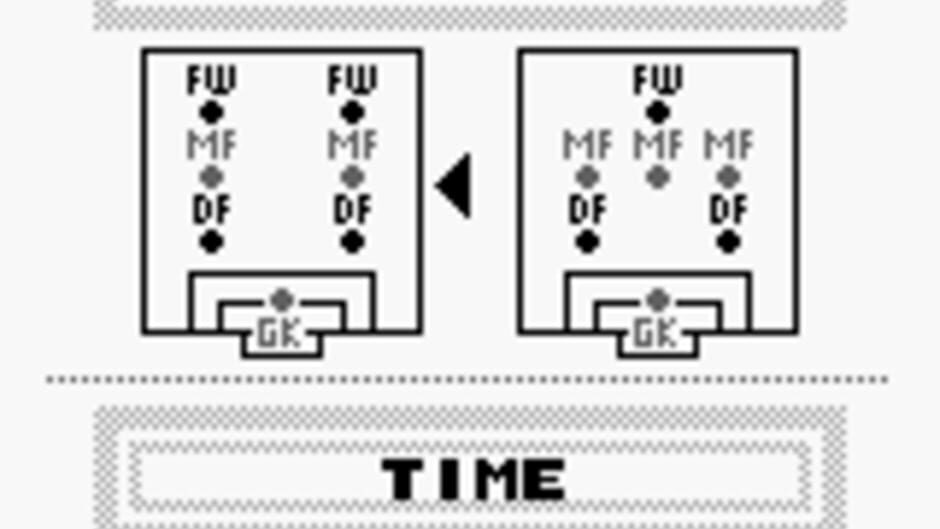 FW FW
MF MF
DF DF
GK
FW
MF MF MF
DF DF
GK
TIME